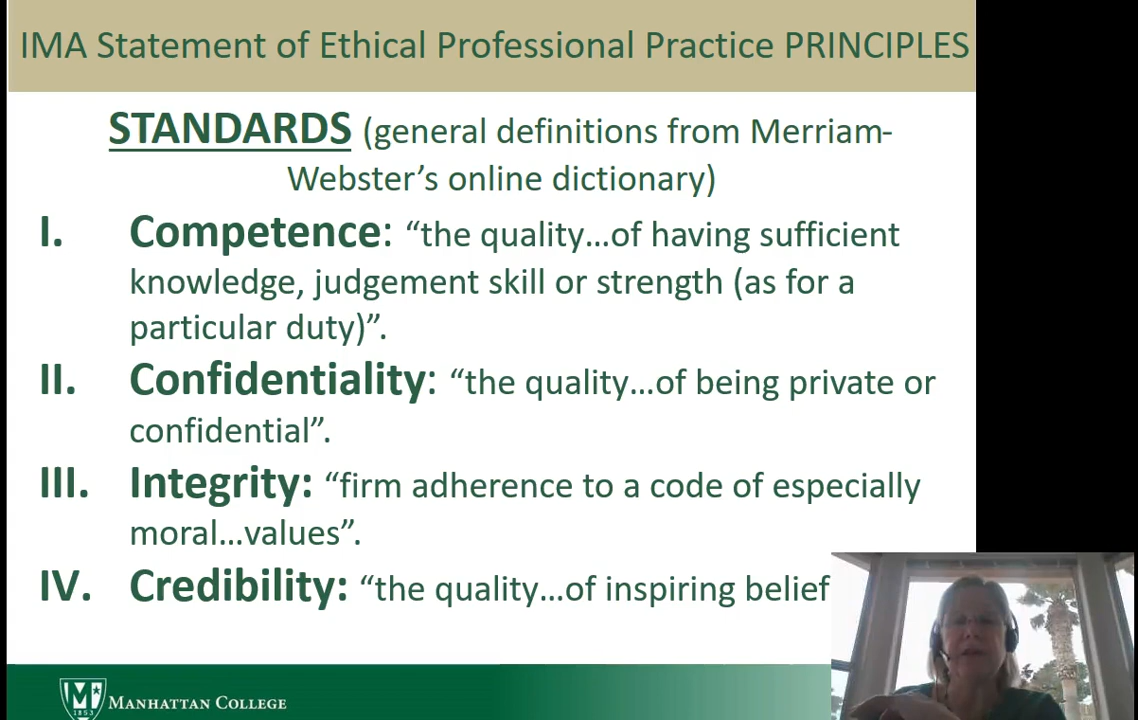 IMA Statement of Ethical Professional Practice PRINCIPLES
STANDARDS (general definitions from Merriam-
Webster’s online dictionary)
I. Competence: “the quality…of having sufficient
knowledge, judgement skill or strength (as for a
particular duty)”.
II. Confidentiality: “the quality…of being private or
confidential”.
III. Integrity: “firm adherence to a code of especially
moral…values”.
IV. Credibility: “the quality…of inspiring belief
M
1853
MANHATTAN COLLEGE